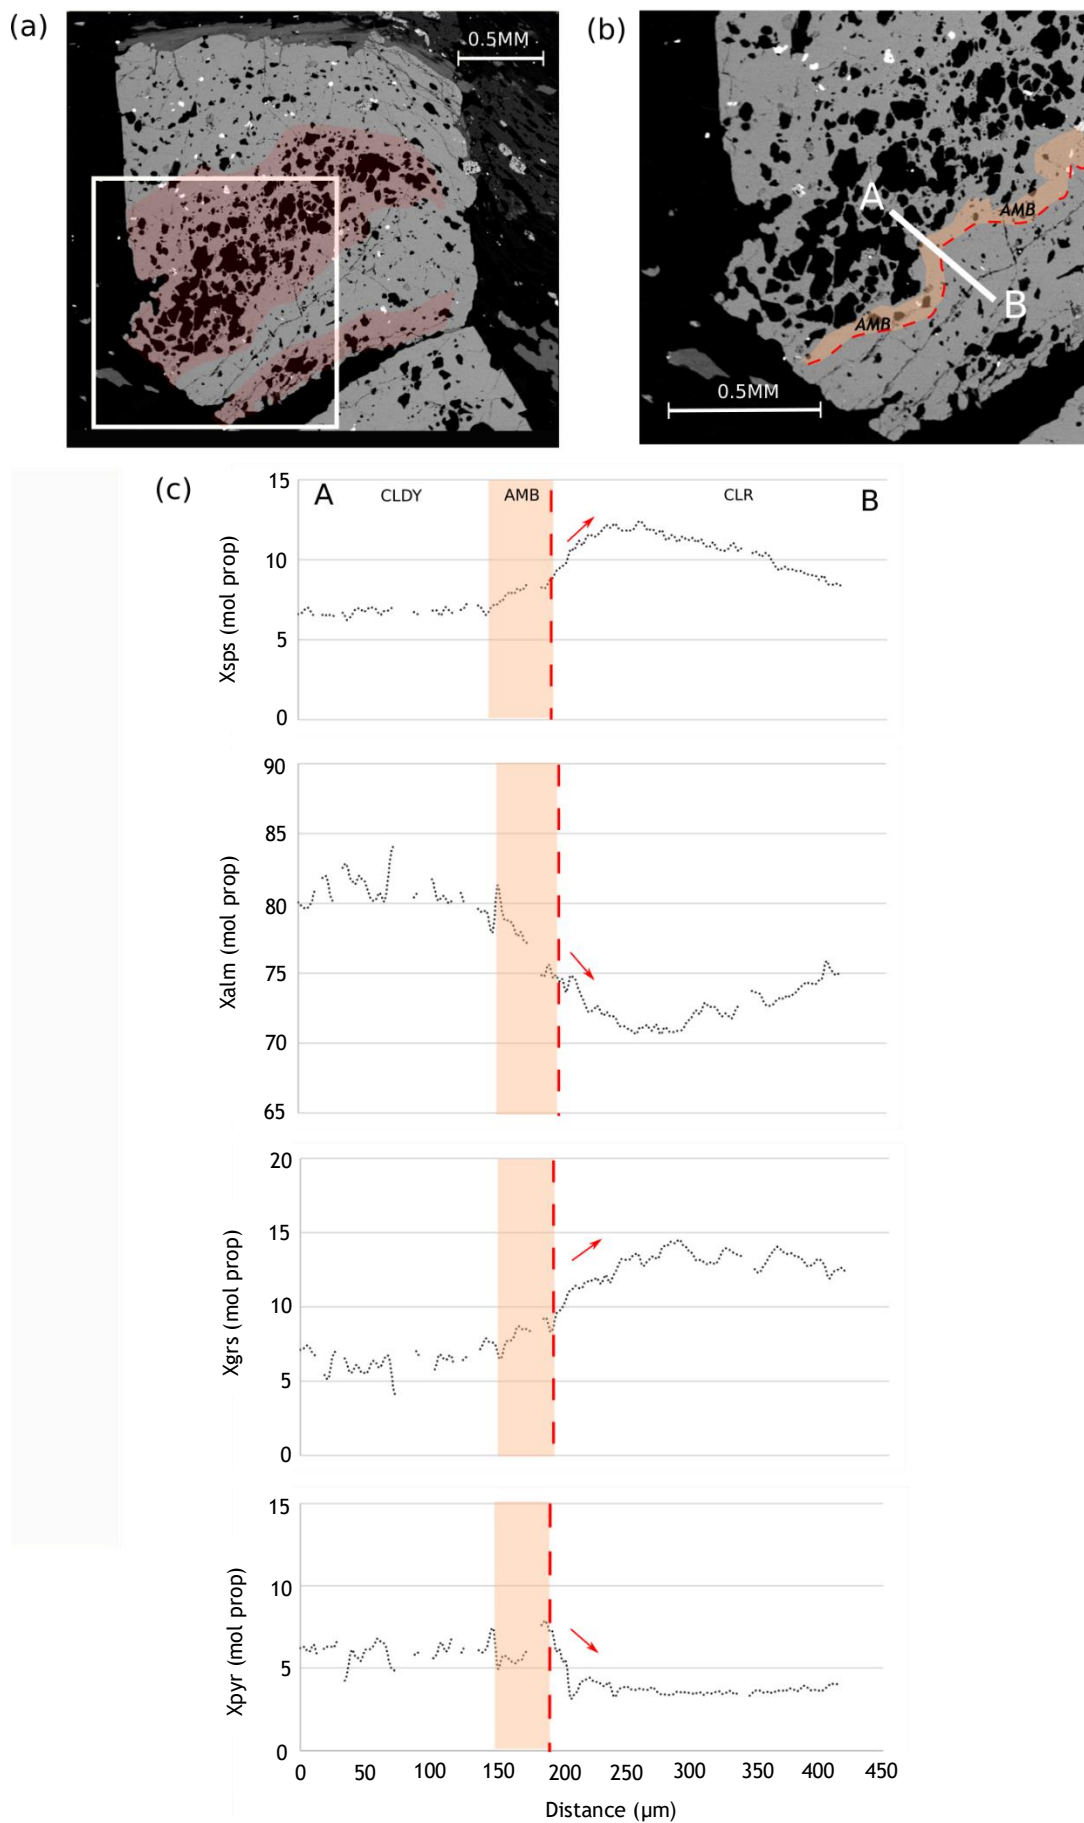 (a)
0.5MM
(b)
A
AMB
B
AMB
0.5MM
(c)
A
CLDY
AMB
CLR
B
Xsps (mol prop)
15
10
5
0
Xalm (mol prop)
90
85
80
75
70
65
Xgrs (mol prop)
20
15
10
5
0
Xpyr (mol prop)
15
10
5
0
0 50 100 150 200 250 300 350 400 450
Distance (µm)